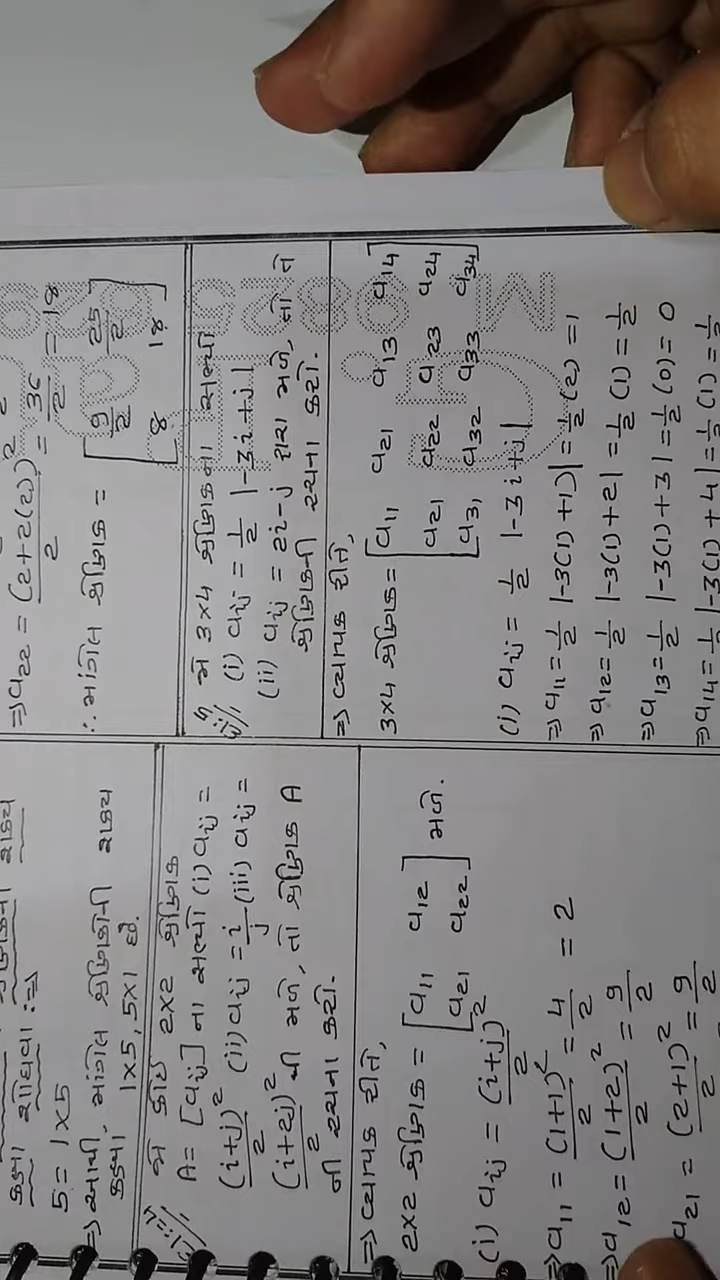 કક્ષા શોધવા :⇒
5 = 1 × 5
⇒ આથી, માંગેલ શ્રેણિકોની શક્ય
કક્ષા 1×5, 5×1 છે.
જો કોઈ 2×2 શ્રેણિક
A = [aij] ના સભ્યો (i) aij =
(i+j)²/2 (ii) aij = i/j (iii) aij =
(i+2j)²/2 થી મળે, તો શ્રેણિક A
ની રચના કરો.
⇒ વ્યાપક રીતે,
2×2 શ્રેણિક = [a11 a12
a21 a22] મળે.
(i) aij = (i+j)²/2
⇒ a11 = (1+1)²/2 = 4/2 = 2
⇒ a12 = (1+2)²/2 = 9/2
a21 = (2+1)²/2 = 9/2
⇒ a22 = (2+2(2))²/2 = 36/2 = 18
∴ માંગેલ શ્રેણિક = [9/2 25/2
8 18]
જો 3×4 શ્રેણિકના સભ્યો
(i) aij = 1/2 |-3i+j|
(ii) aij = 2i-j દ્વારા મળે, તો તે
શ્રેણિકની રચના કરો.
⇒ વ્યાપક રીતે,
3×4 શ્રેણિક = [a11 a21 a13 a14
a21 a22 a23 a24
a31 a32 a33 a34]
(i) aij = 1/2 |-3i+j|
⇒ a11 = 1/2 |-3(1)+1)| = 1/2 (2) = 1
⇒ a12 = 1/2 |-3(1)+2| = 1/2 (1) = 1/2
⇒ a13 = 1/2 |-3(1)+3| = 1/2 (0) = 0
⇒ a14 = 1/2 |-3(1)+4| = 1/2 (1) = 1/2